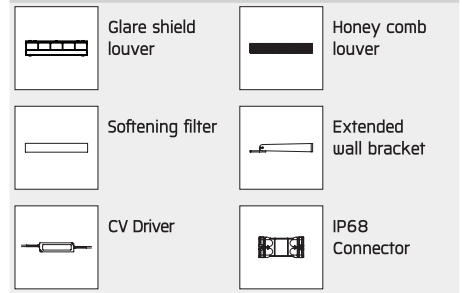 Glare shield
louver
Honey comb
louver
Softening filter
Extended
wall bracket
CV Driver
IP68
Connector